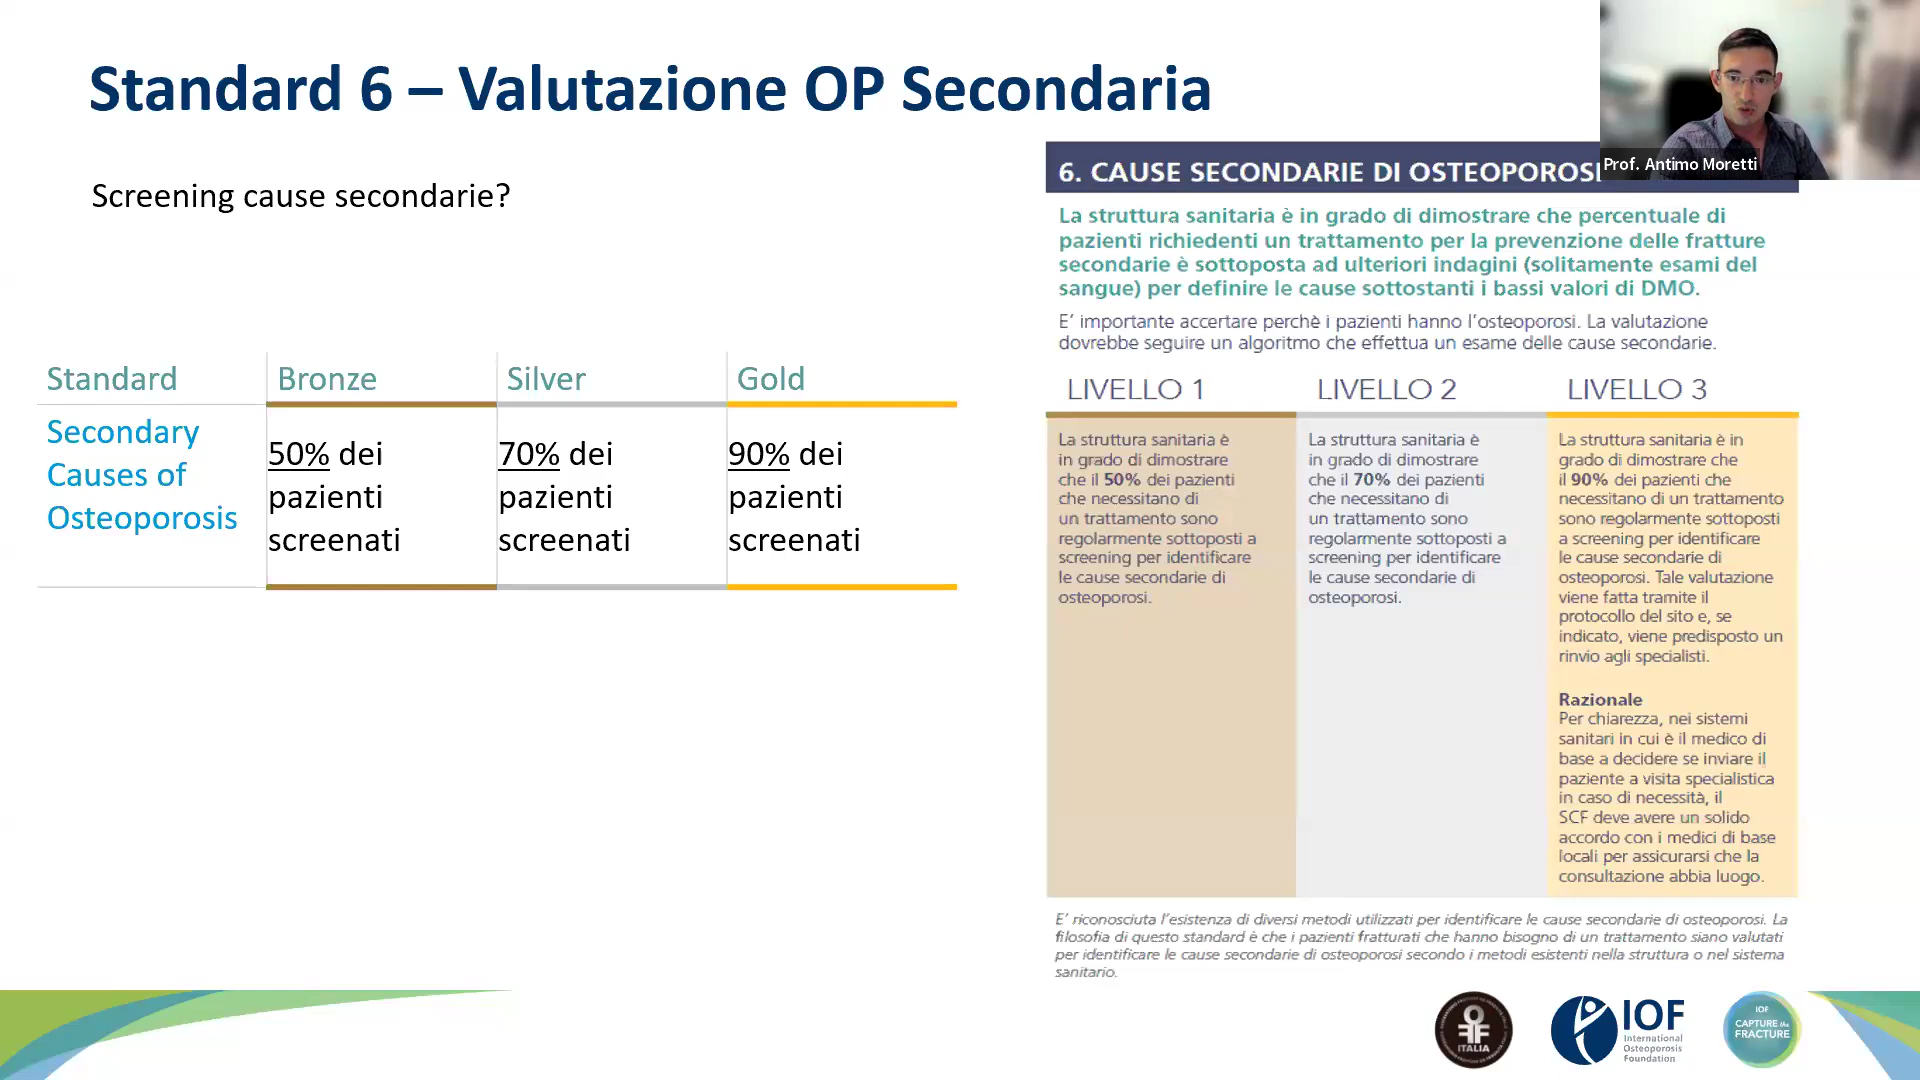 Standard 6 – Valutazione OP Secondaria
Screening cause secondarie?
Standard
Bronze
Silver
Gold
Secondary
Causes of
Osteoporosis
50% dei
pazienti
screenati
70% dei
pazienti
screenati
90% dei
pazienti
screenati
Prof. Antimo Moretti
6. CAUSE SECONDARIE DI OSTEOPOROSI
La struttura sanitaria è in grado di dimostrare che percentuale di
pazienti richiedenti un trattamento per la prevenzione delle fratture
secondarie è sottoposta ad ulteriori indagini (solitamente esami del
sangue) per definire le cause sottostanti i bassi valori di DMO.
E' importante accertare perchè i pazienti hanno l'osteoporosi. La valutazione
dovrebbe seguire un algoritmo che effettua un esame delle cause secondarie.
LIVELLO 1
LIVELLO 2
LIVELLO 3
La struttura sanitaria è
in grado di dimostrare
che il 50% dei pazienti
che necessitano di
un trattamento sono
regolarmente sottoposti a
screening per identificare
le cause secondarie di
osteoporosi.
La struttura sanitaria è
in grado di dimostrare
che il 70% dei pazienti
che necessitano di
un trattamento sono
regolarmente sottoposti a
screening per identificare
le cause secondarie di
osteoporosi.
La struttura sanitaria è in
grado di dimostrare che
il 90% dei pazienti che
necessitano di un trattamento
sono regolarmente sottoposti
a screening per identificare
le cause secondarie di
osteoporosi. Tale valutazione
viene fatta tramite il
protocollo del sito e, se
indicato, viene predisposto un
rinvio agli specialisti.
Razionale
Per chiarezza, nei sistemi
sanitari in cui è il medico di
base a decidere se inviare il
paziente a visita specialistica
in caso di necessità, il
SCF deve avere un solido
accordo con i medici di base
locali per assicurarsi che la
consultazione abbia luogo.
E' riconosciuta l'esistenza di diversi metodi utilizzati per identificare le cause secondarie di osteoporosi. La
filosofia di questo standard è che i pazienti fratturati che hanno bisogno di un trattamento siano valutati
per identificare le cause secondarie di osteoporosi secondo i metodi esistenti nella struttura o nel sistema
sanitario.
ITALIA
IOF
International
Osteoporosis
Foundation
IOF
CAPTURE the
FRACTURE